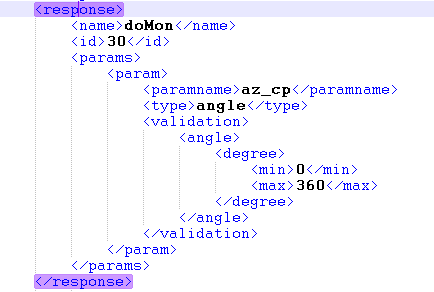 <response>
<name>doMon</name>
<id>30</id>
<params>
<param>
<paramname>az_cp</paramname>
<type>angle</type>
<validation>
<angle>
<degree>
<min>0</min>
<max>360</max>
</degree>
</angle>
</validation>
</param>
</params>
</response>